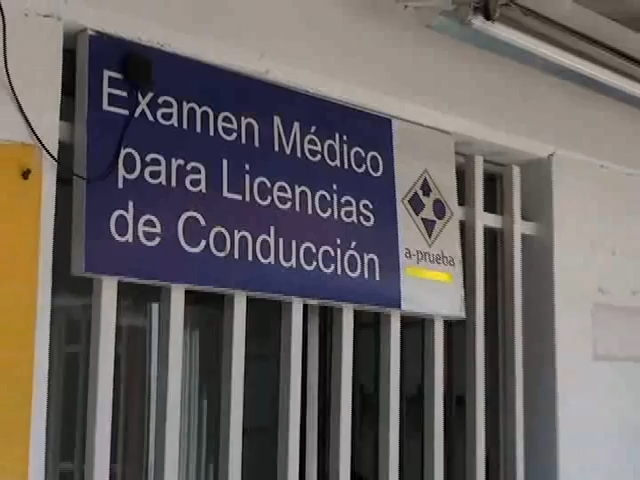 Examen Médico
para Licencias
de Conducción
a-prueba